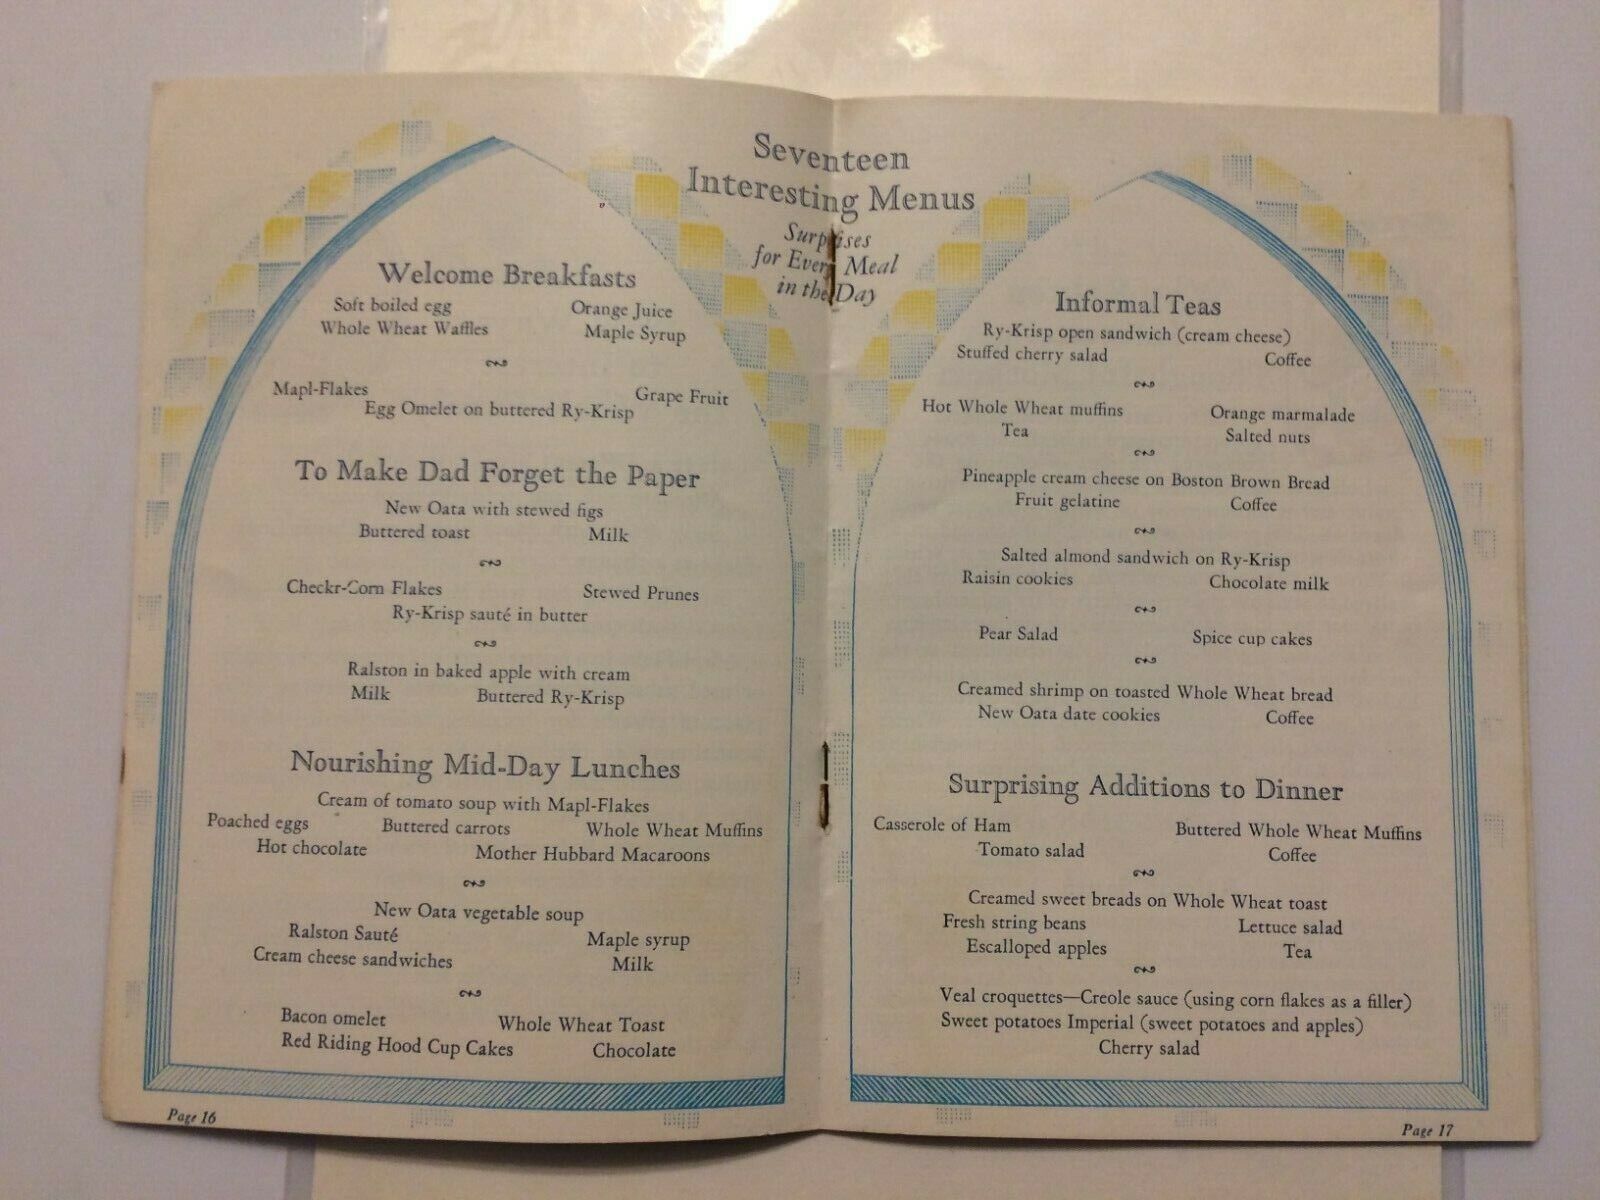 Seventeen
Interesting Menus
Surprises
for Every Meal
in the Day
Welcome Breakfasts
Soft boiled egg Orange Juice
Whole Wheat Waffles Maple Syrup
Mapl-Flakes Grape Fruit
Egg Omelet on buttered Ry-Krisp
To Make Dad Forget the Paper
New Oata with stewed figs
Buttered toast Milk
Checkr-Corn Flakes Stewed Prunes
Ry-Krisp sauté in butter
Ralston in baked apple with cream
Milk Buttered Ry-Krisp
Nourishing Mid-Day Lunches
Cream of tomato soup with Mapl-Flakes
Poached eggs Buttered carrots Whole Wheat Muffins
Hot chocolate Mother Hubbard Macaroons
New Oata vegetable soup
Ralston Sauté Maple syrup
Cream cheese sandwiches Milk
Bacon omelet Whole Wheat Toast
Red Riding Hood Cup Cakes Chocolate
Page 16
Informal Teas
Ry-Krisp open sandwich (cream cheese)
Stuffed cherry salad Coffee
Hot Whole Wheat muffins Orange marmalade
Tea Salted nuts
Pineapple cream cheese on Boston Brown Bread
Fruit gelatine Coffee
Salted almond sandwich on Ry-Krisp
Raisin cookies Chocolate milk
Pear Salad Spice cup cakes
Creamed shrimp on toasted Whole Wheat bread
New Oata date cookies Coffee
Surprising Additions to Dinner
Casserole of Ham Buttered Whole Wheat Muffins
Tomato salad Coffee
Creamed sweet breads on Whole Wheat toast
Fresh string beans Lettuce salad
Escalloped apples Tea
Veal croquettes—Creole sauce (using corn flakes as a filler)
Sweet potatoes Imperial (sweet potatoes and apples)
Cherry salad
Page 17